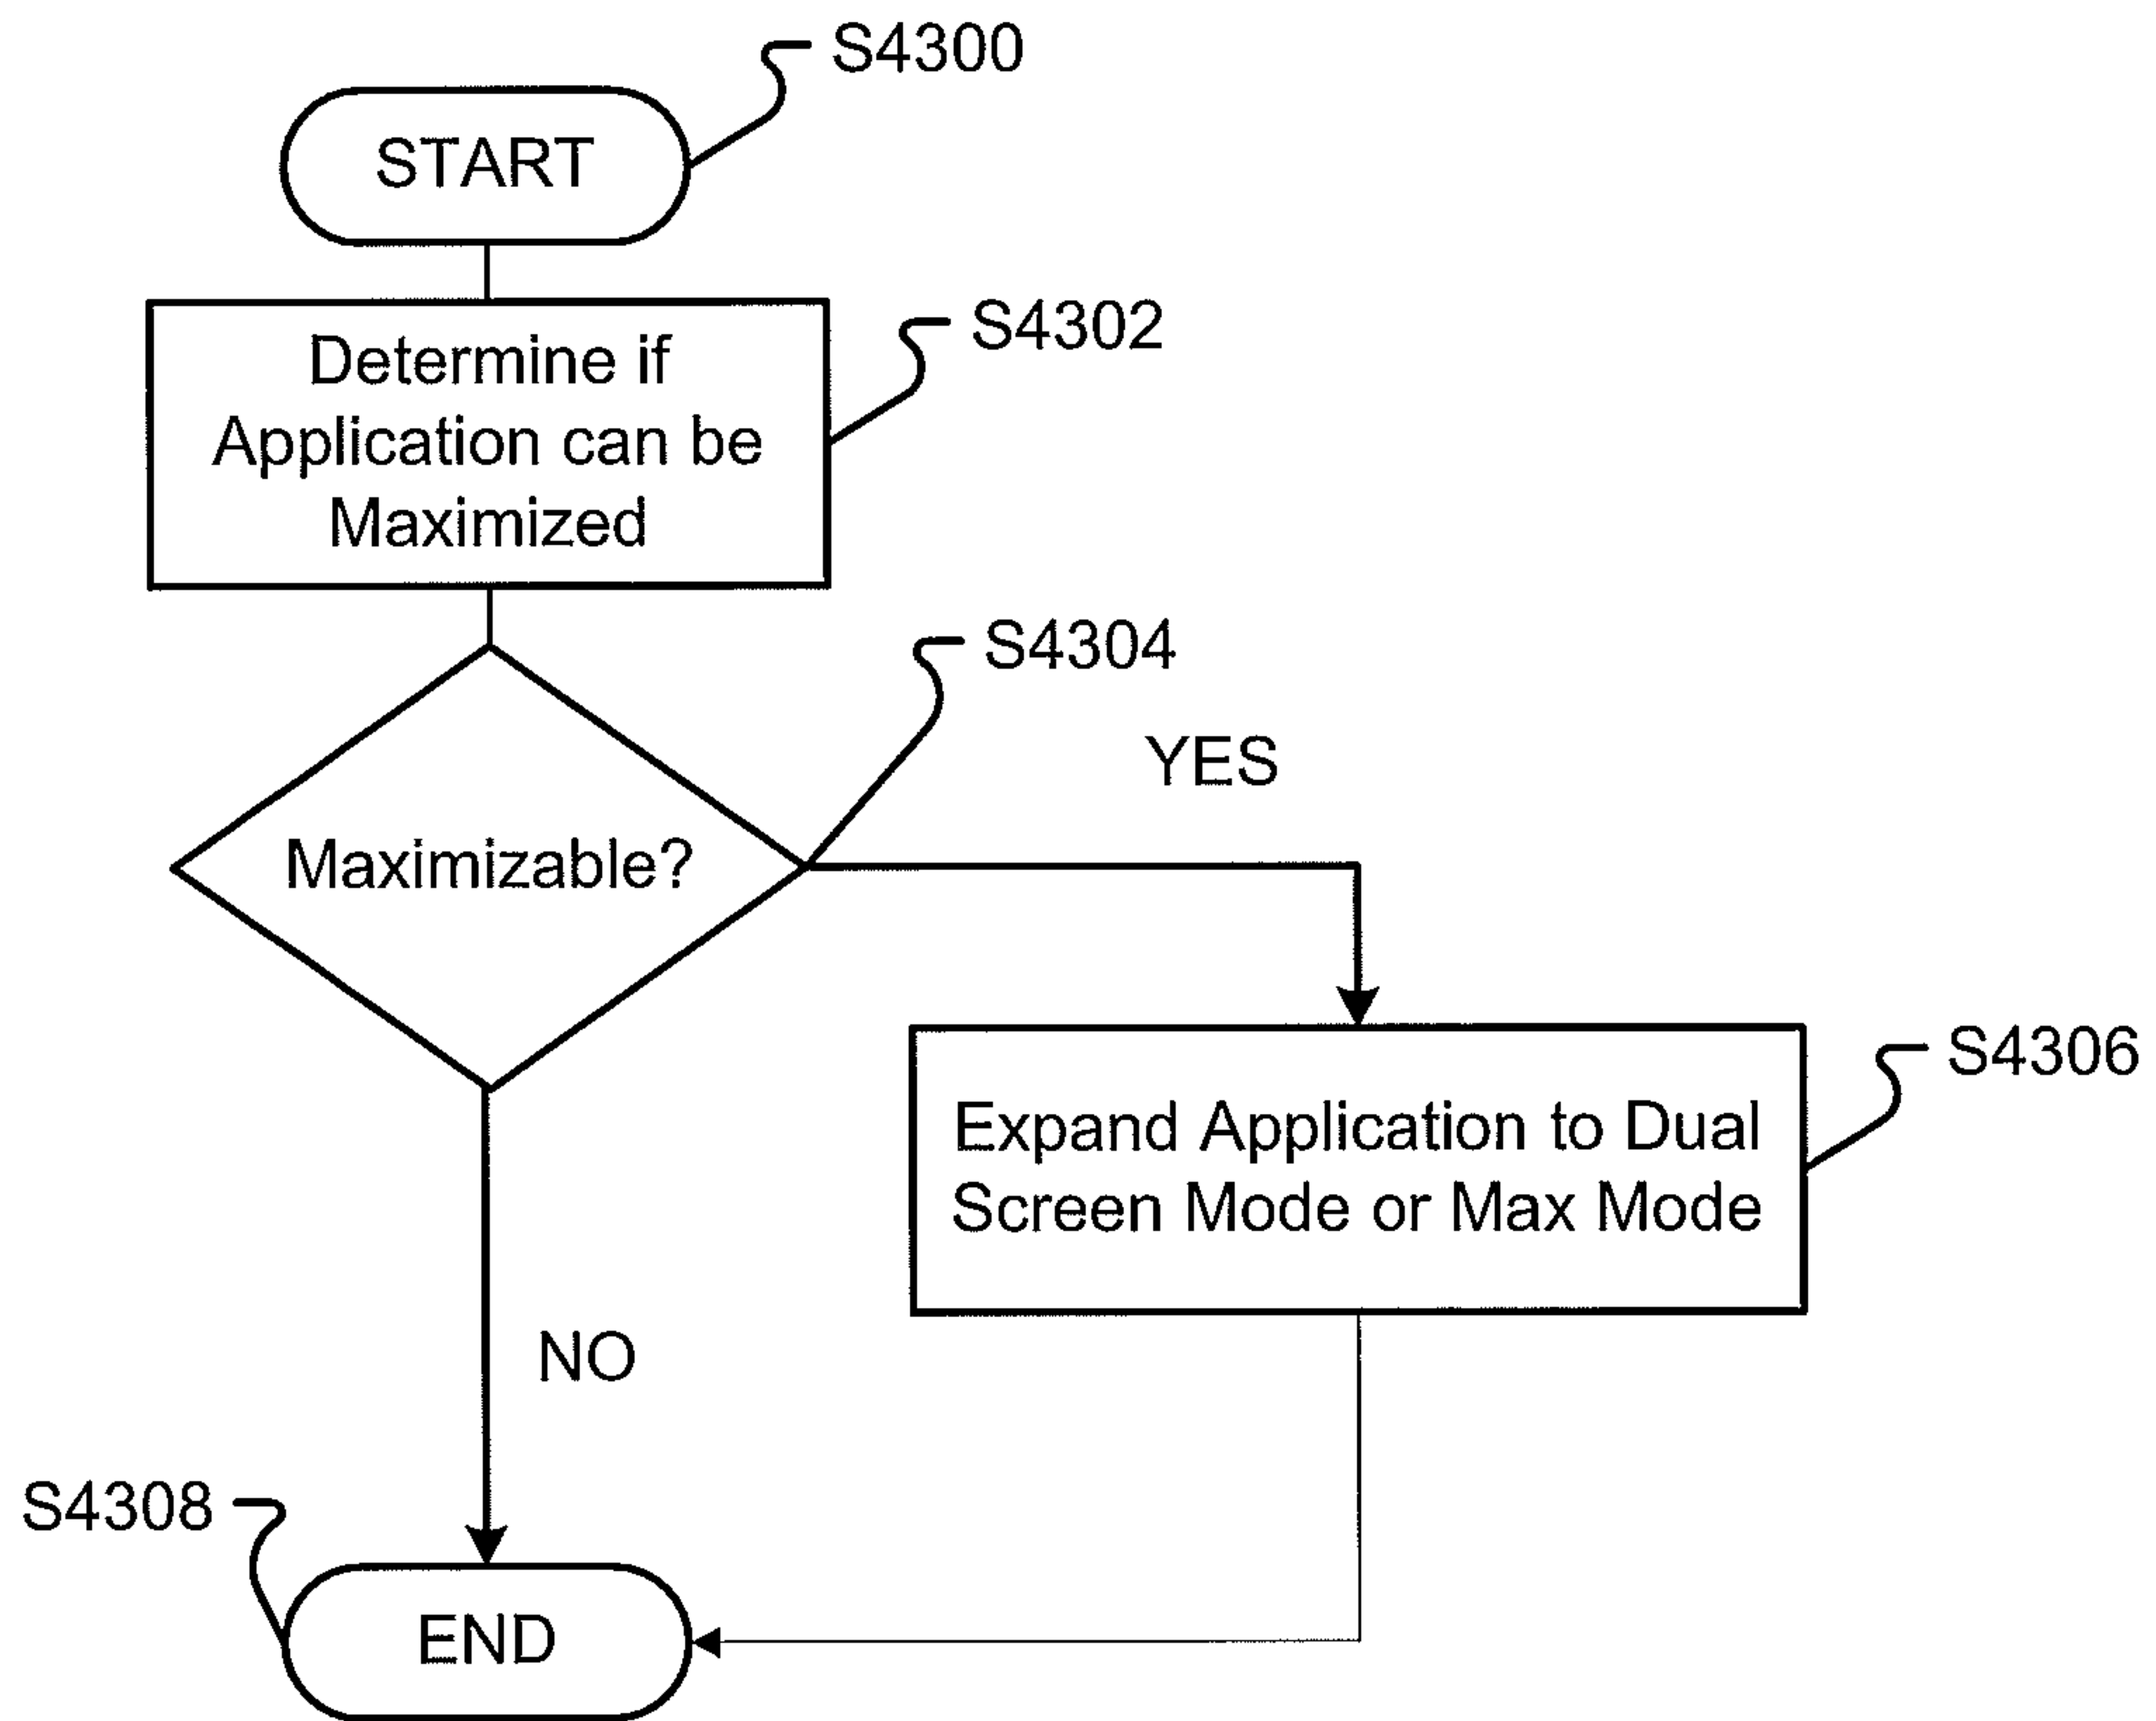 S4300
START
S4302
Determine if
Application can be
Maximized
S4304
YES
Maximizable?
S4306
Expand Application to Dual
Screen Mode or Max Mode
NO
S4308
END